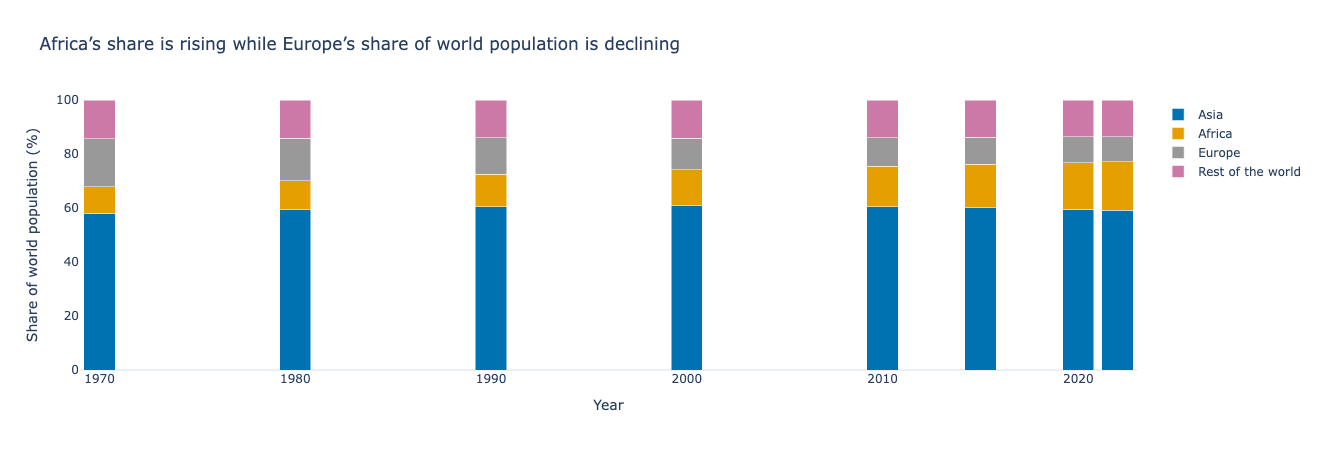 Africa’s share is rising while Europe’s share of world population is declining
Share of world population (%)
100
80
60
40
20
0
1970
1980
1990
2000
2010
2020
Year
Asia
Africa
Europe
Rest of the world